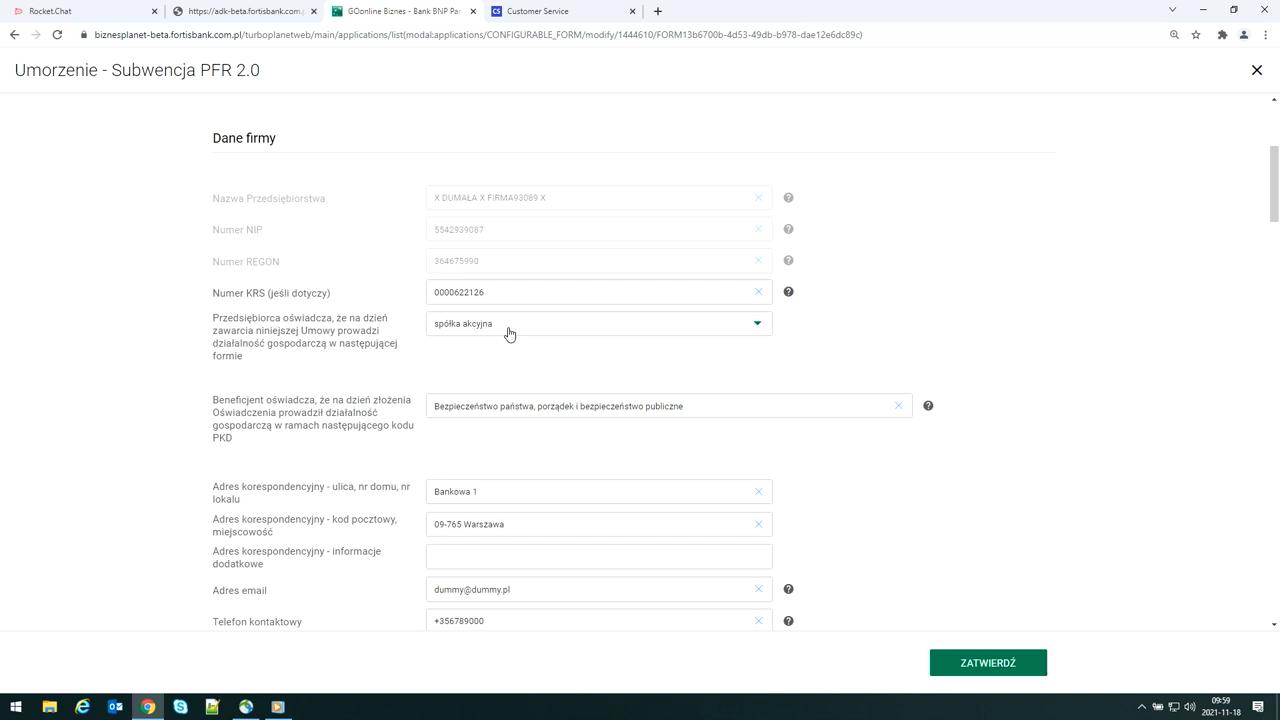 Rocket.Chat
https://adk-beta.fortisbank.com.p
GOonline Biznes - Bank BNP Par
CS Customer Service
biznesplanet-beta.fortisbank.com.pl/turboplanetweb/main/applications/list(modal:applications/CONFIGURABLE_FORM/modify/1444610/FORM13b6700b-4d53-49db-b978-dae12e6dc89c)
Umorzenie - Subwencja PFR 2.0
Dane firmy
Nazwa Przedsiębiorstwa
X DUMAŁA X FIRMA93089 X
Numer NIP
5542939087
Numer REGON
364675990
Numer KRS (jeśli dotyczy)
0000622126
Przedsiębiorca oświadcza, że na dzień
zawarcia niniejszej Umowy prowadzi
działalność gospodarczą w następującej
formie
spółka akcyjna
Beneficjent oświadcza, że na dzień złożenia
Oświadczenia prowadził działalność
gospodarczą w ramach następującego kodu
PKD
Bezpieczeństwo państwa, porządek i bezpieczeństwo publiczne
Adres korespondencyjny - ulica, nr domu, nr
lokalu
Bankowa 1
Adres korespondencyjny - kod pocztowy,
miejscowość
09-765 Warszawa
Adres korespondencyjny - informacje
dodatkowe
Adres email
dummy@dummy.pl
Telefon kontaktowy
+356789000
ZATWIERDŹ
09:59
2021-11-18